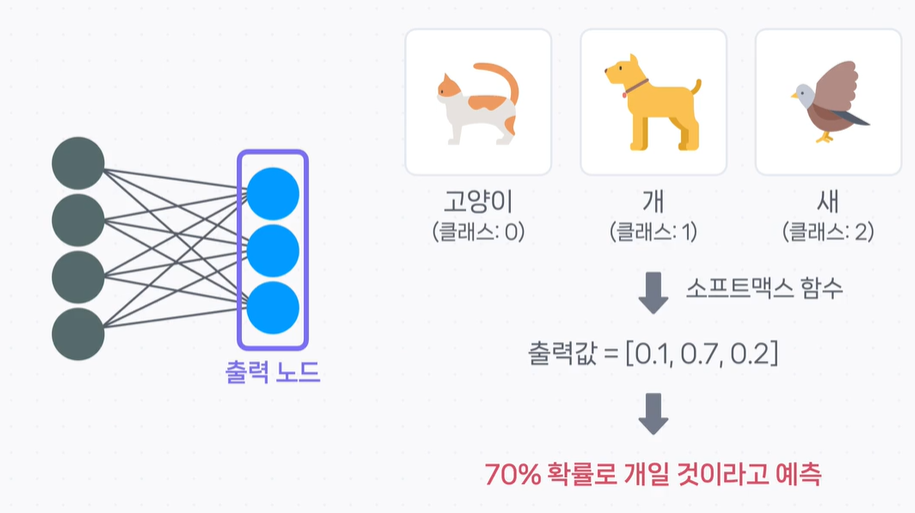 고양이
(클래스: 0)
개
(클래스: 1)
새
(클래스: 2)
소프트맥스 함수
출력값 = [0.1, 0.7, 0.2]
출력 노드
70% 확률로 개일 것이라고 예측